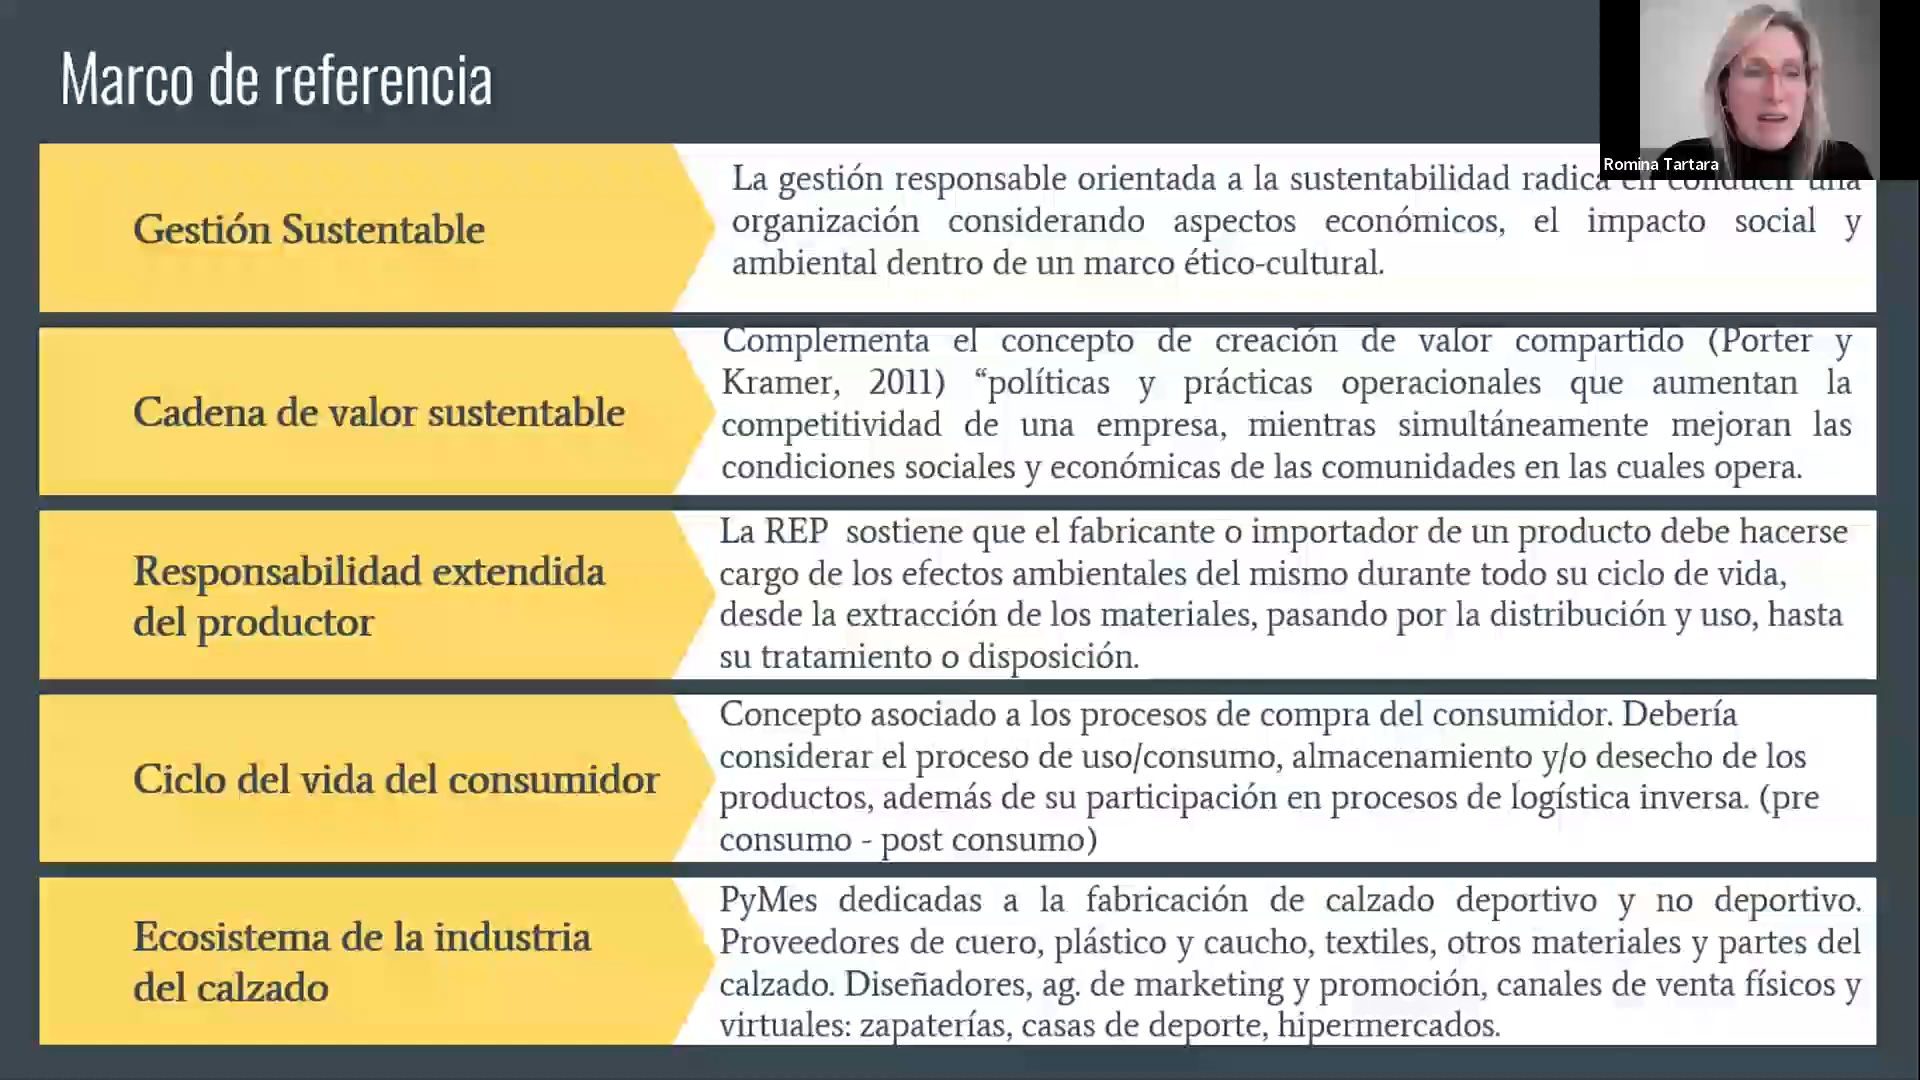 Marco de referencia
Romina Tartara
Gestión Sustentable
La gestión responsable orientada a la sustentabilidad radica en conducir una
organización considerando aspectos económicos, el impacto social y
ambiental dentro de un marco ético-cultural.
Cadena de valor sustentable
Complementa el concepto de creación de valor compartido (Porter y
Kramer, 2011) “políticas y prácticas operacionales que aumentan la
competitividad de una empresa, mientras simultáneamente mejoran las
condiciones sociales y económicas de las comunidades en las cuales opera.
Responsabilidad extendida
del productor
La REP sostiene que el fabricante o importador de un producto debe hacerse
cargo de los efectos ambientales del mismo durante todo su ciclo de vida,
desde la extracción de los materiales, pasando por la distribución y uso, hasta
su tratamiento o disposición.
Ciclo del vida del consumidor
Concepto asociado a los procesos de compra del consumidor. Debería
considerar el proceso de uso/consumo, almacenamiento y/o desecho de los
productos, además de su participación en procesos de logística inversa. (pre
consumo - post consumo)
Ecosistema de la industria
del calzado
PyMes dedicadas a la fabricación de calzado deportivo y no deportivo.
Proveedores de cuero, plástico y caucho, textiles, otros materiales y partes del
calzado. Diseñadores, ag. de marketing y promoción, canales de venta físicos y
virtuales: zapaterías, casas de deporte, hipermercados.